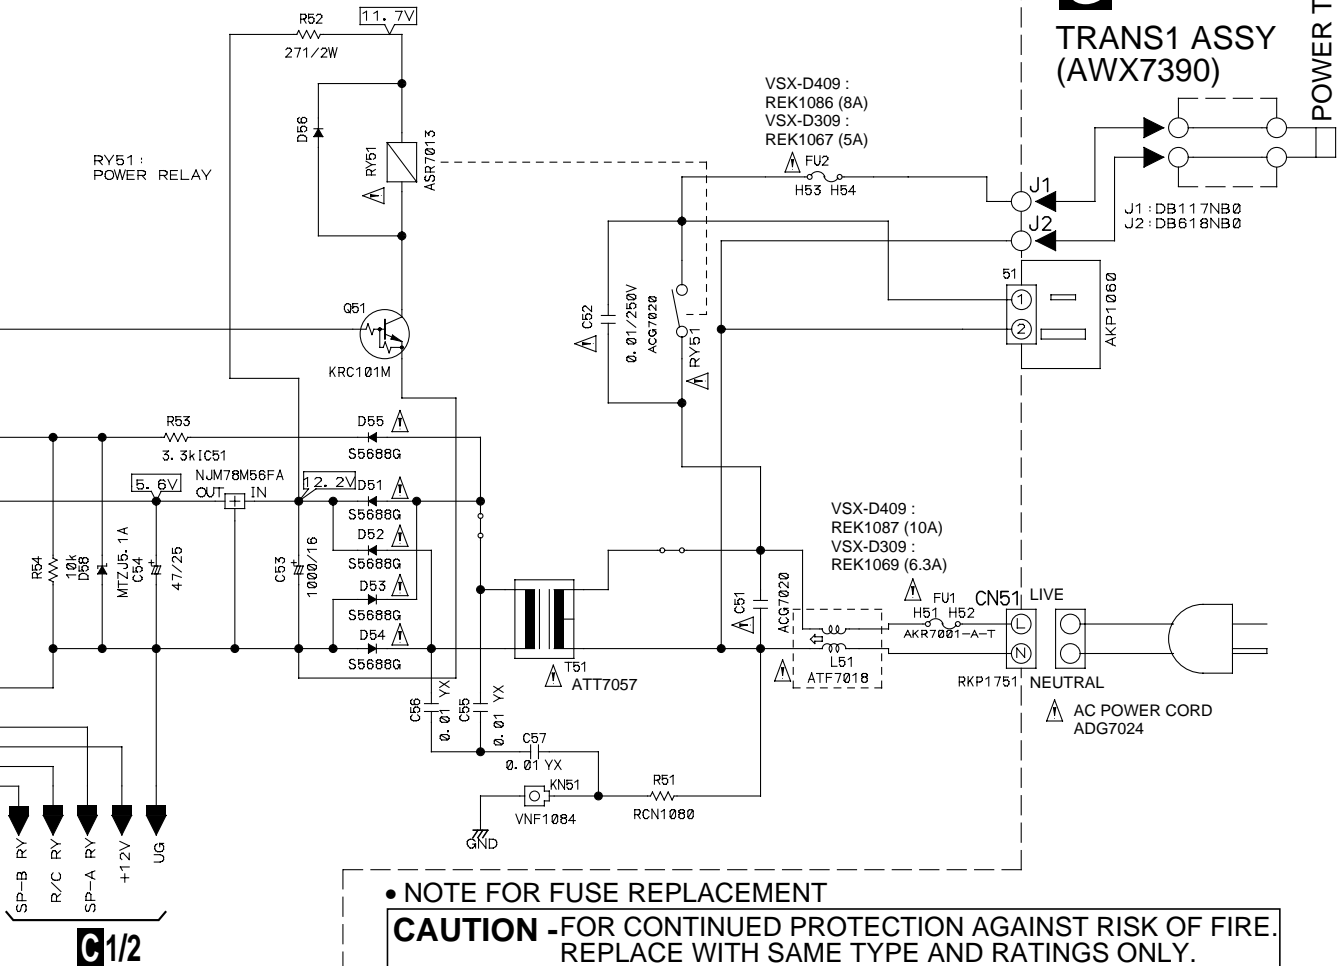 R52
271/2W
11.7V
D56
RY51
ASR7013
RY51 :
POWER RELAY
VSX-D409 :
REK1086 (8A)
VSX-D309 :
REK1067 (5A)
FU2
H53 H54
TRANS1 ASSY
(AWX7390)
POWER T
J1
J2
J1:DB117NB0
J2:DB618NB0
51
1
2
AKP1060
Q51
KRC101M
C52
0.01/250V
ACG7020
RY51
R53
3.3k
IC51
NJM78M56FA
OUT
IN
5.6V
12.2V
D55
S5688G
D51
S5688G
D52
S5688G
D53
S5688G
D54
S5688G
R54
10k
D58
MTZJ5.1A
C54
47/25
C53
1000/16
T51
ATT7057
C51
ACG7020
VSX-D409 :
REK1087 (10A)
VSX-D309 :
REK1069 (6.3A)
FU1
H51 H52
AKR7001-A-T
CN51
LIVE
L
N
L51
ATF7018
RKP1751
NEUTRAL
AC POWER CORD
ADG7024
C56
0.01 YX
C55
0.01 YX
C57
0.01 YX
KN51
VNF1084
R51
RCN1080
GND
SP-B RY
R/C RY
SP-A RY
+12V
UG
C 1/2
• NOTE FOR FUSE REPLACEMENT
CAUTION - FOR CONTINUED PROTECTION AGAINST RISK OF FIRE.
REPLACE WITH SAME TYPE AND RATINGS ONLY.